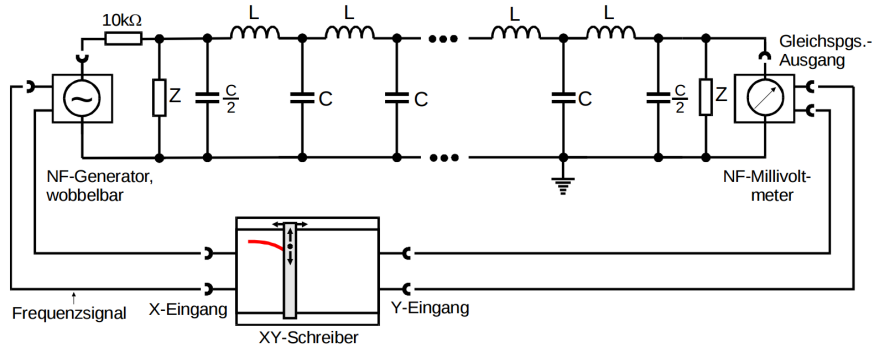 10kΩ
L
L
L
L
Z
C
2
C
C
C
C
2
Z
Gleichspgs.-
Ausgang
NF-Generator,
wobbelbar
NF-Millivolt-
meter
Frequenzsignal
X-Eingang
Y-Eingang
XY-Schreiber